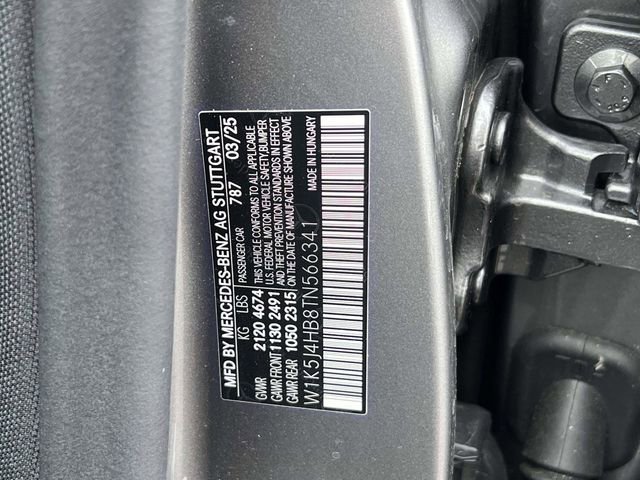 MFD BY MERCEDES-BENZ AG STUTTGART
KG LBS PASSENGER CAR 787 03/25
GVWR 2120 4674 THIS VEHICLE CONFORMS TO ALL APPLICABLE
GAWR FRONT 1130 2491 U.S. FEDERAL MOTOR VEHICLE SAFETY, BUMPER,
GAWR REAR 1050 2315 AND THEFT PREVENTION STANDARDS IN EFFECT
ON THE DATE OF MANUFACTURE SHOWN ABOVE
W1K5J4HB8TN566341 MADE IN HUNGARY